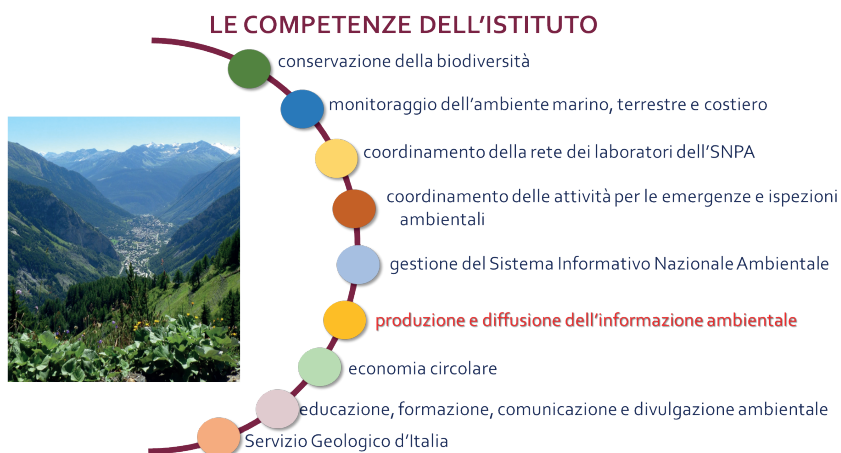 LE COMPETENZE DELL'ISTITUTO
conservazione della biodiversità
monitoraggio dell'ambiente marino, terrestre e costiero
coordinamento della rete dei laboratori dell'SNPA
coordinamento delle attività per le emergenze e ispezioni
ambientali
gestione del Sistema Informativo Nazionale Ambientale
produzione e diffusione dell'informazione ambientale
economia circolare
educazione, formazione, comunicazione e divulgazione ambientale
Servizio Geologico d'Italia